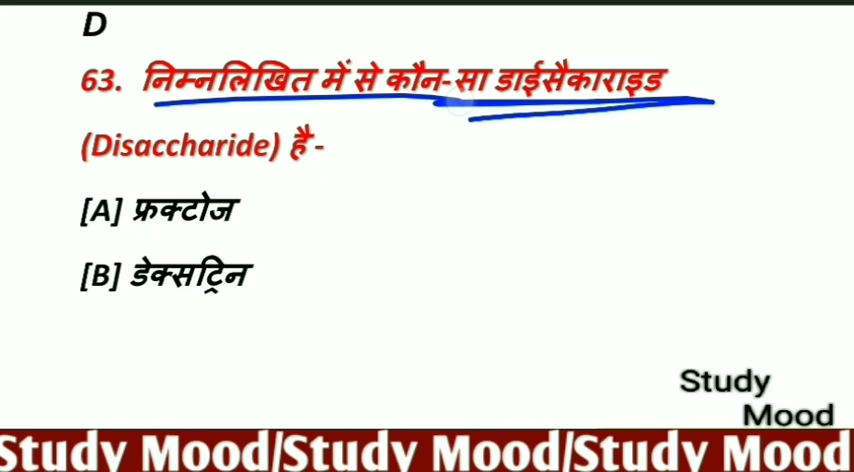 D
63. निम्नलिखित में से कौन-सा डाईसैकाराइड
(Disaccharide) है-
[A] फ्रक्टोज
[B] डेक्सट्रिन
Study
Mood
Study Mood/Study Mood/Study Mood